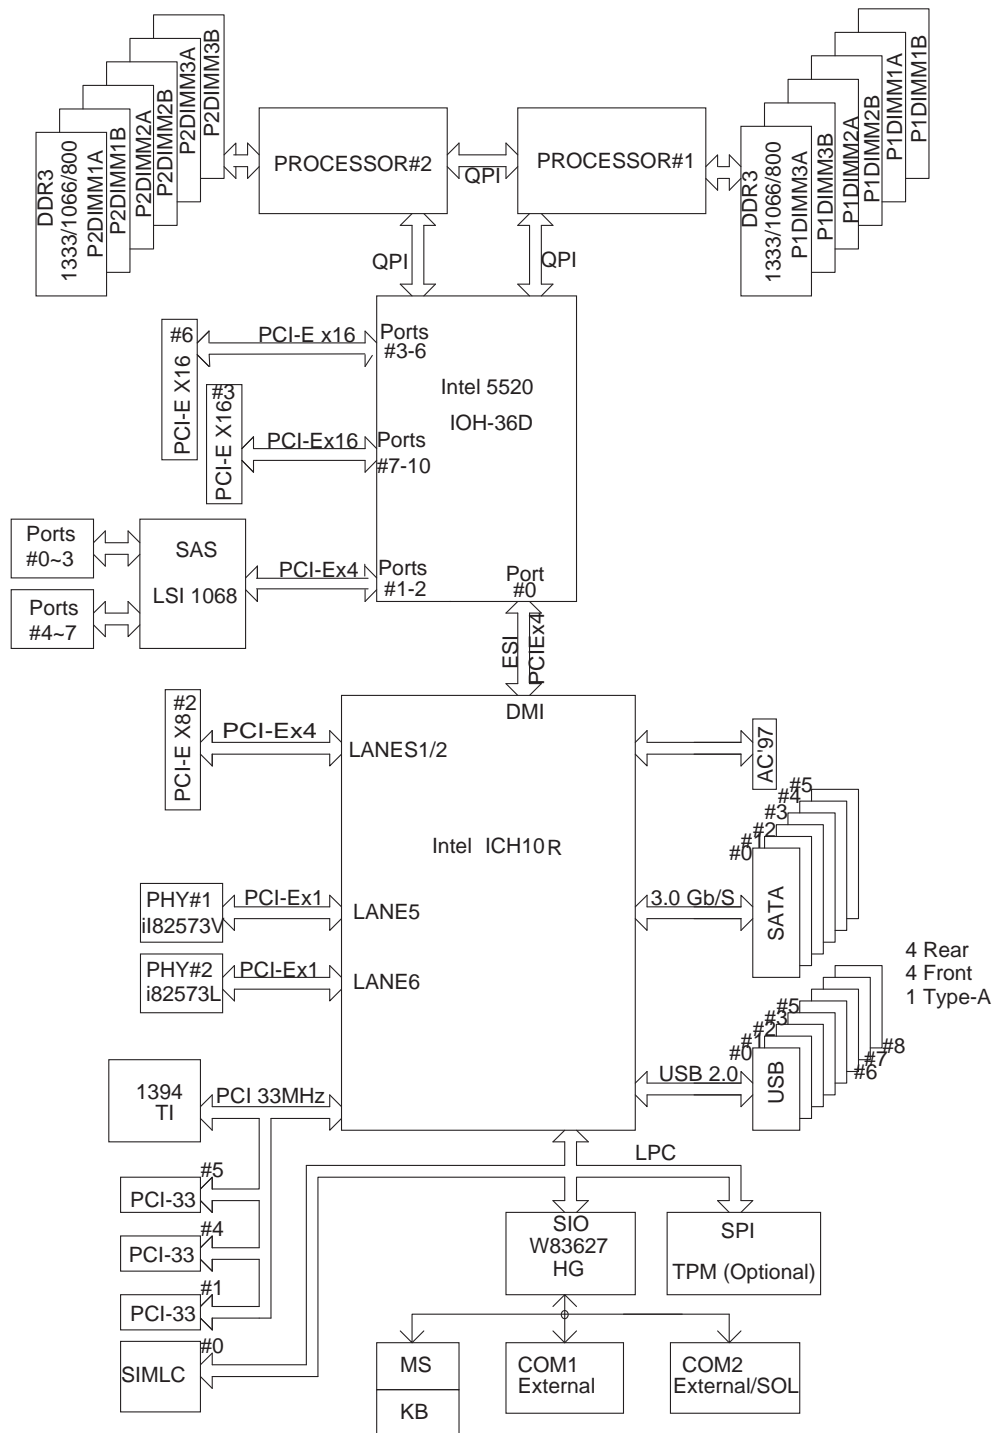 DDR3
1333/1066/800
P2DIMM1A
P2DIMM1B
P2DIMM2A
P2DIMM2B
P2DIMM3A
P2DIMM3B
PROCESSOR#2
QPI
PROCESSOR#1
DDR3
1333/1066/800
P1DIMM3A
P1DIMM3B
P1DIMM2A
P1DIMM2B
P1DIMM1A
P1DIMM1B
QPI
QPI
#6
PCI-E X16
PCI-E x16
Ports
#3-6
Intel 5520
IOH-36D
#3
PCI-E X16
PCI-Ex16
Ports
#7-10
Ports
#0~3
Ports
#4~7
SAS
LSI 1068
PCI-Ex4
Ports
#1-2
Port
#0
ESI
PCIEx4
DMI
#2
PCI-E X8
PCI-Ex4
LANES1/2
AC'97
Intel ICH10R
#0
#1
#2
#3
#4
#5
3.0 Gb/S
SATA
PHY#1
iI82573V
PCI-Ex1
LANE5
PHY#2
i82573L
PCI-Ex1
LANE6
4 Rear
4 Front
1 Type-A
#0
#1
#2
#3
#5
#6
#7
#8
USB 2.0
USB
1394
TI
PCI 33MHz
LPC
#5
PCI-33
#4
PCI-33
#1
PCI-33
#0
SIMLC
SIO
W83627
HG
SPI
TPM (Optional)
MS
KB
COM1
External
COM2
External/SOL